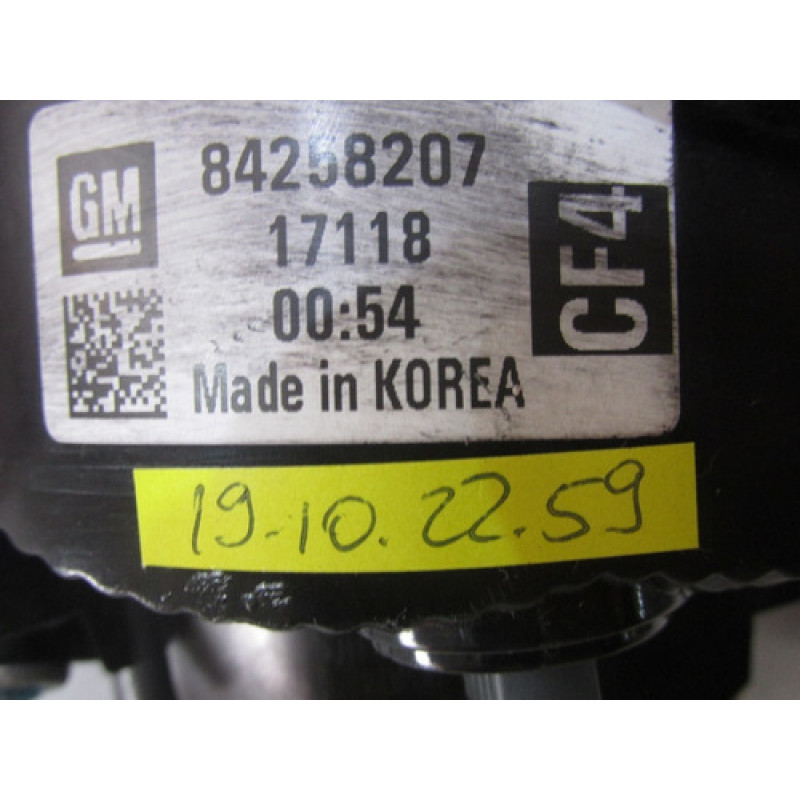 GM
84258207
17118
00:54
Made in KOREA
CF4
19.10.22.59